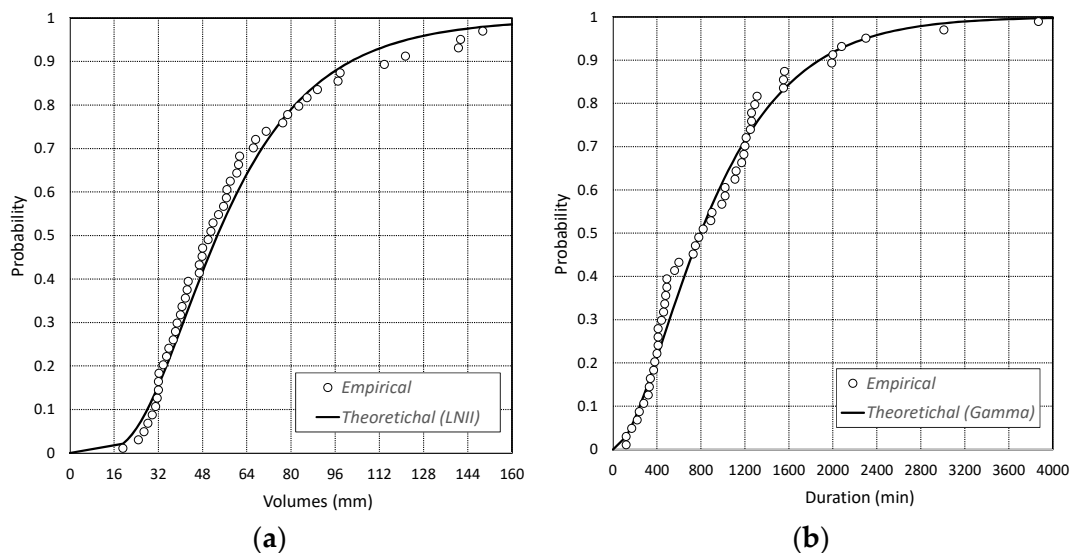 1
0.9
0.8
0.7
0.6
0.5
0.4
0.3
0.2
0.1
0
Probability
0 16 32 48 64 80 96 112 128 144 160
Volumes (mm)
Empirical
Theoretichal (LNII)
(a)
1
0.9
0.8
0.7
0.6
0.5
0.4
0.3
0.2
0.1
0
Probability
0 400 800 1200 1600 2000 2400 2800 3200 3600 4000
Duration (min)
Empirical
Theoretichal (Gamma)
(b)